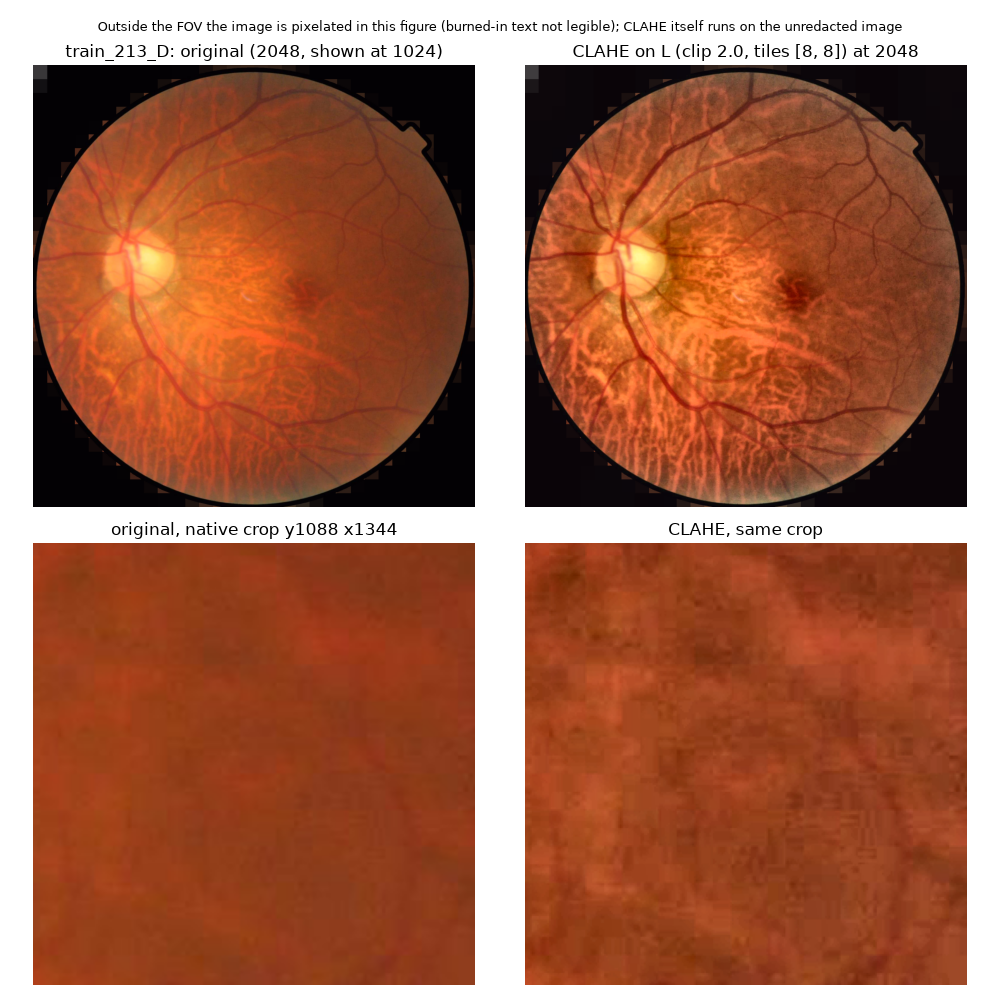 Outside the FOV the image is pixelated in this figure (burned-in text not legible); CLAHE itself runs on the unredacted image
train_213_D: original (2048, shown at 1024)
CLAHE on L (clip 2.0, tiles [8, 8]) at 2048
original, native crop y1088 x1344
CLAHE, same crop